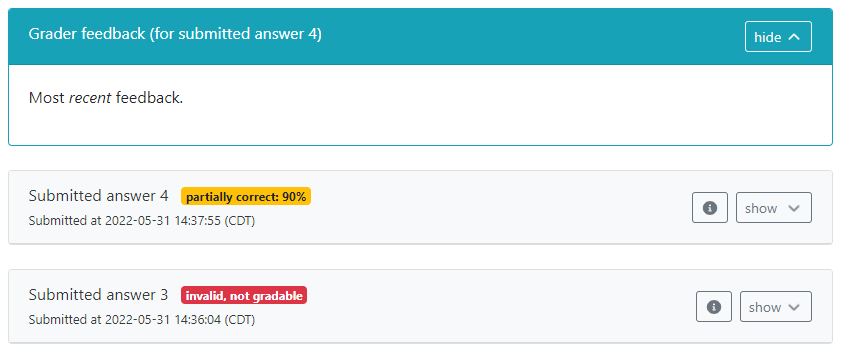 Grader feedback (for submitted answer 4)
hide
Most recent feedback.
Submitted answer 4 partially correct: 90%
Submitted at 2022-05-31 14:37:55 (CDT)
show
Submitted answer 3 invalid, not gradable
Submitted at 2022-05-31 14:36:04 (CDT)
show